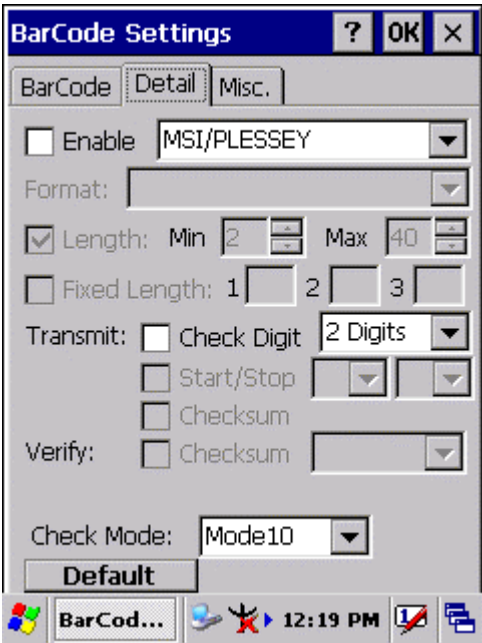 BarCode Settings ? OK ×
BarCode Detail Misc.
Enable MSI/PLESSEY
Format:
Length: Min 2 Max 40
Fixed Length: 1 2 3
Transmit: Check Digit 2 Digits
Start/Stop
Checksum
Verify: Checksum
Check Mode: Mode10
Default
BarCod... 12:19 PM 1